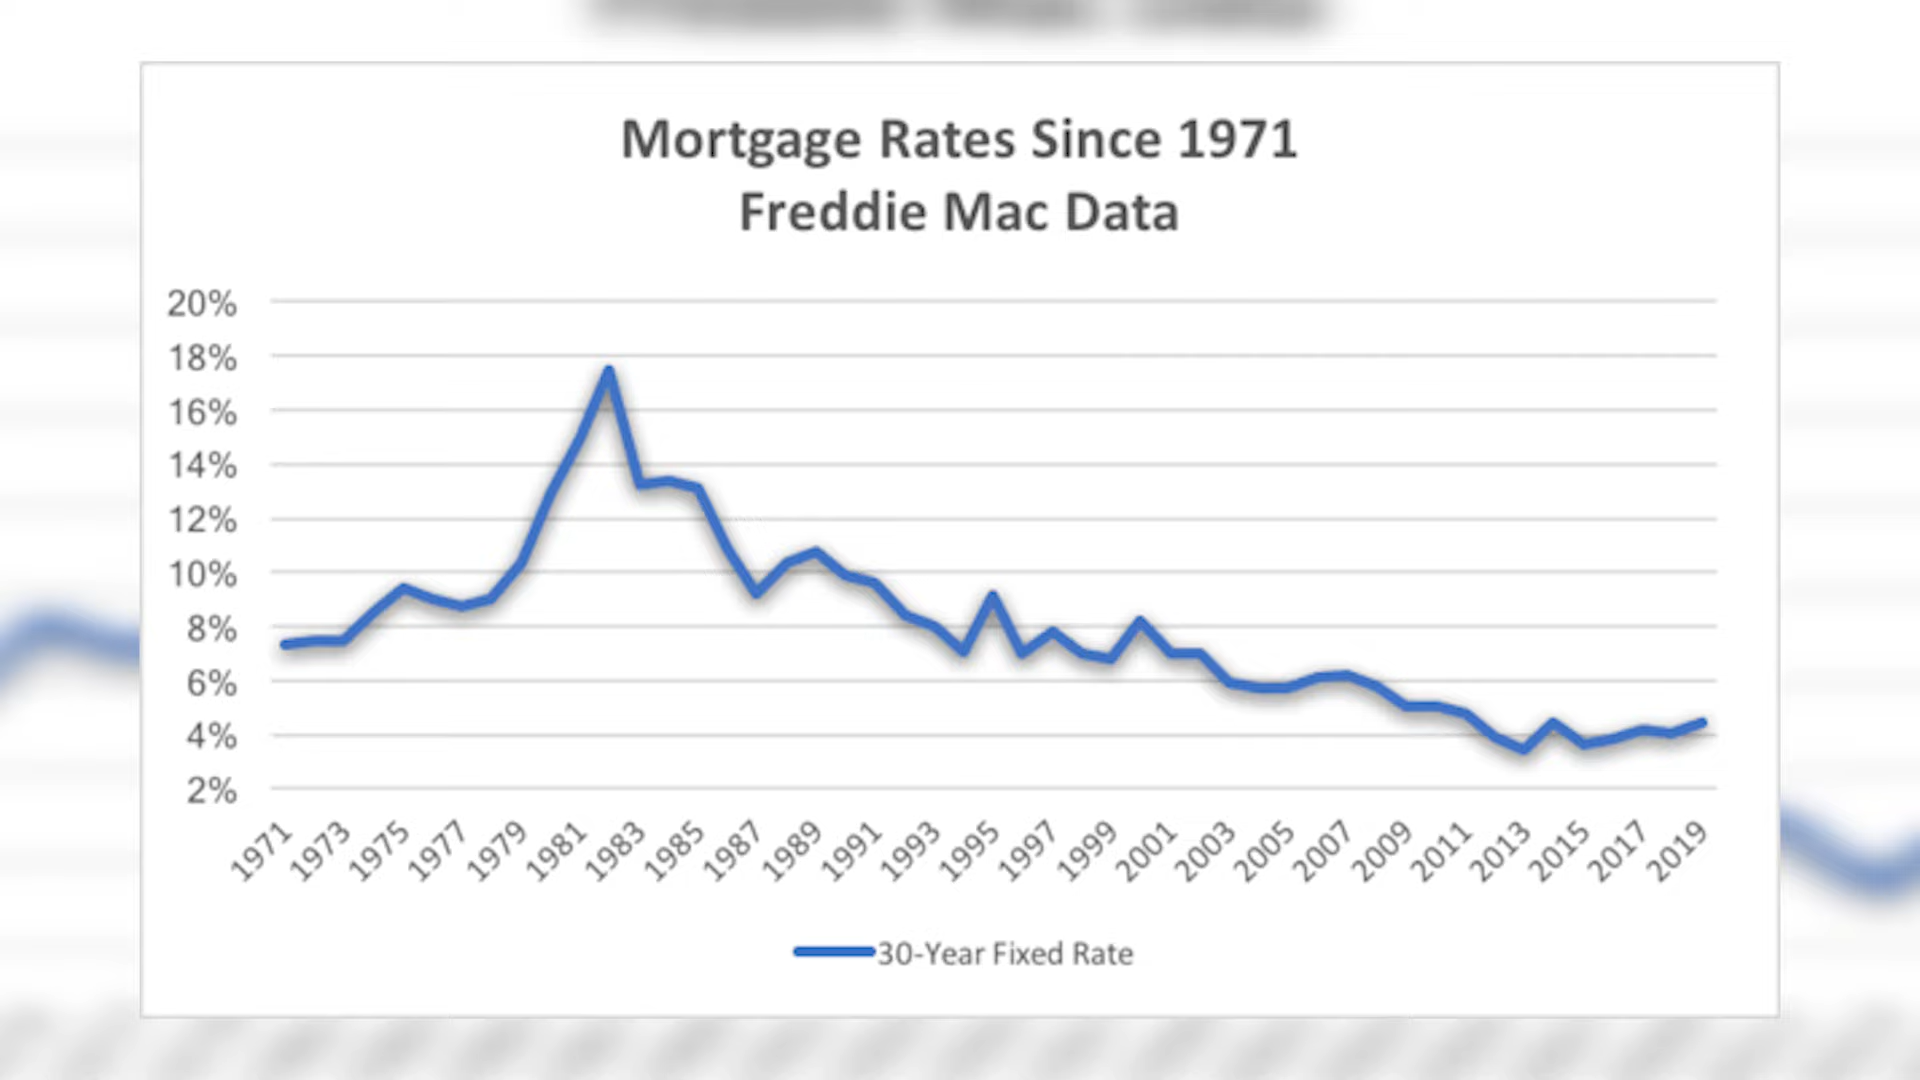 Mortgage Rates Since 1971
Freddie Mac Data
20%
18%
16%
14%
12%
10%
8%
6%
4%
2%
1971 1973 1975 1977 1979 1981 1983 1985 1987 1989 1991 1993 1995 1997 1999 2001 2003 2005 2007 2009 2011 2013 2015 2017 2019
30-Year Fixed Rate